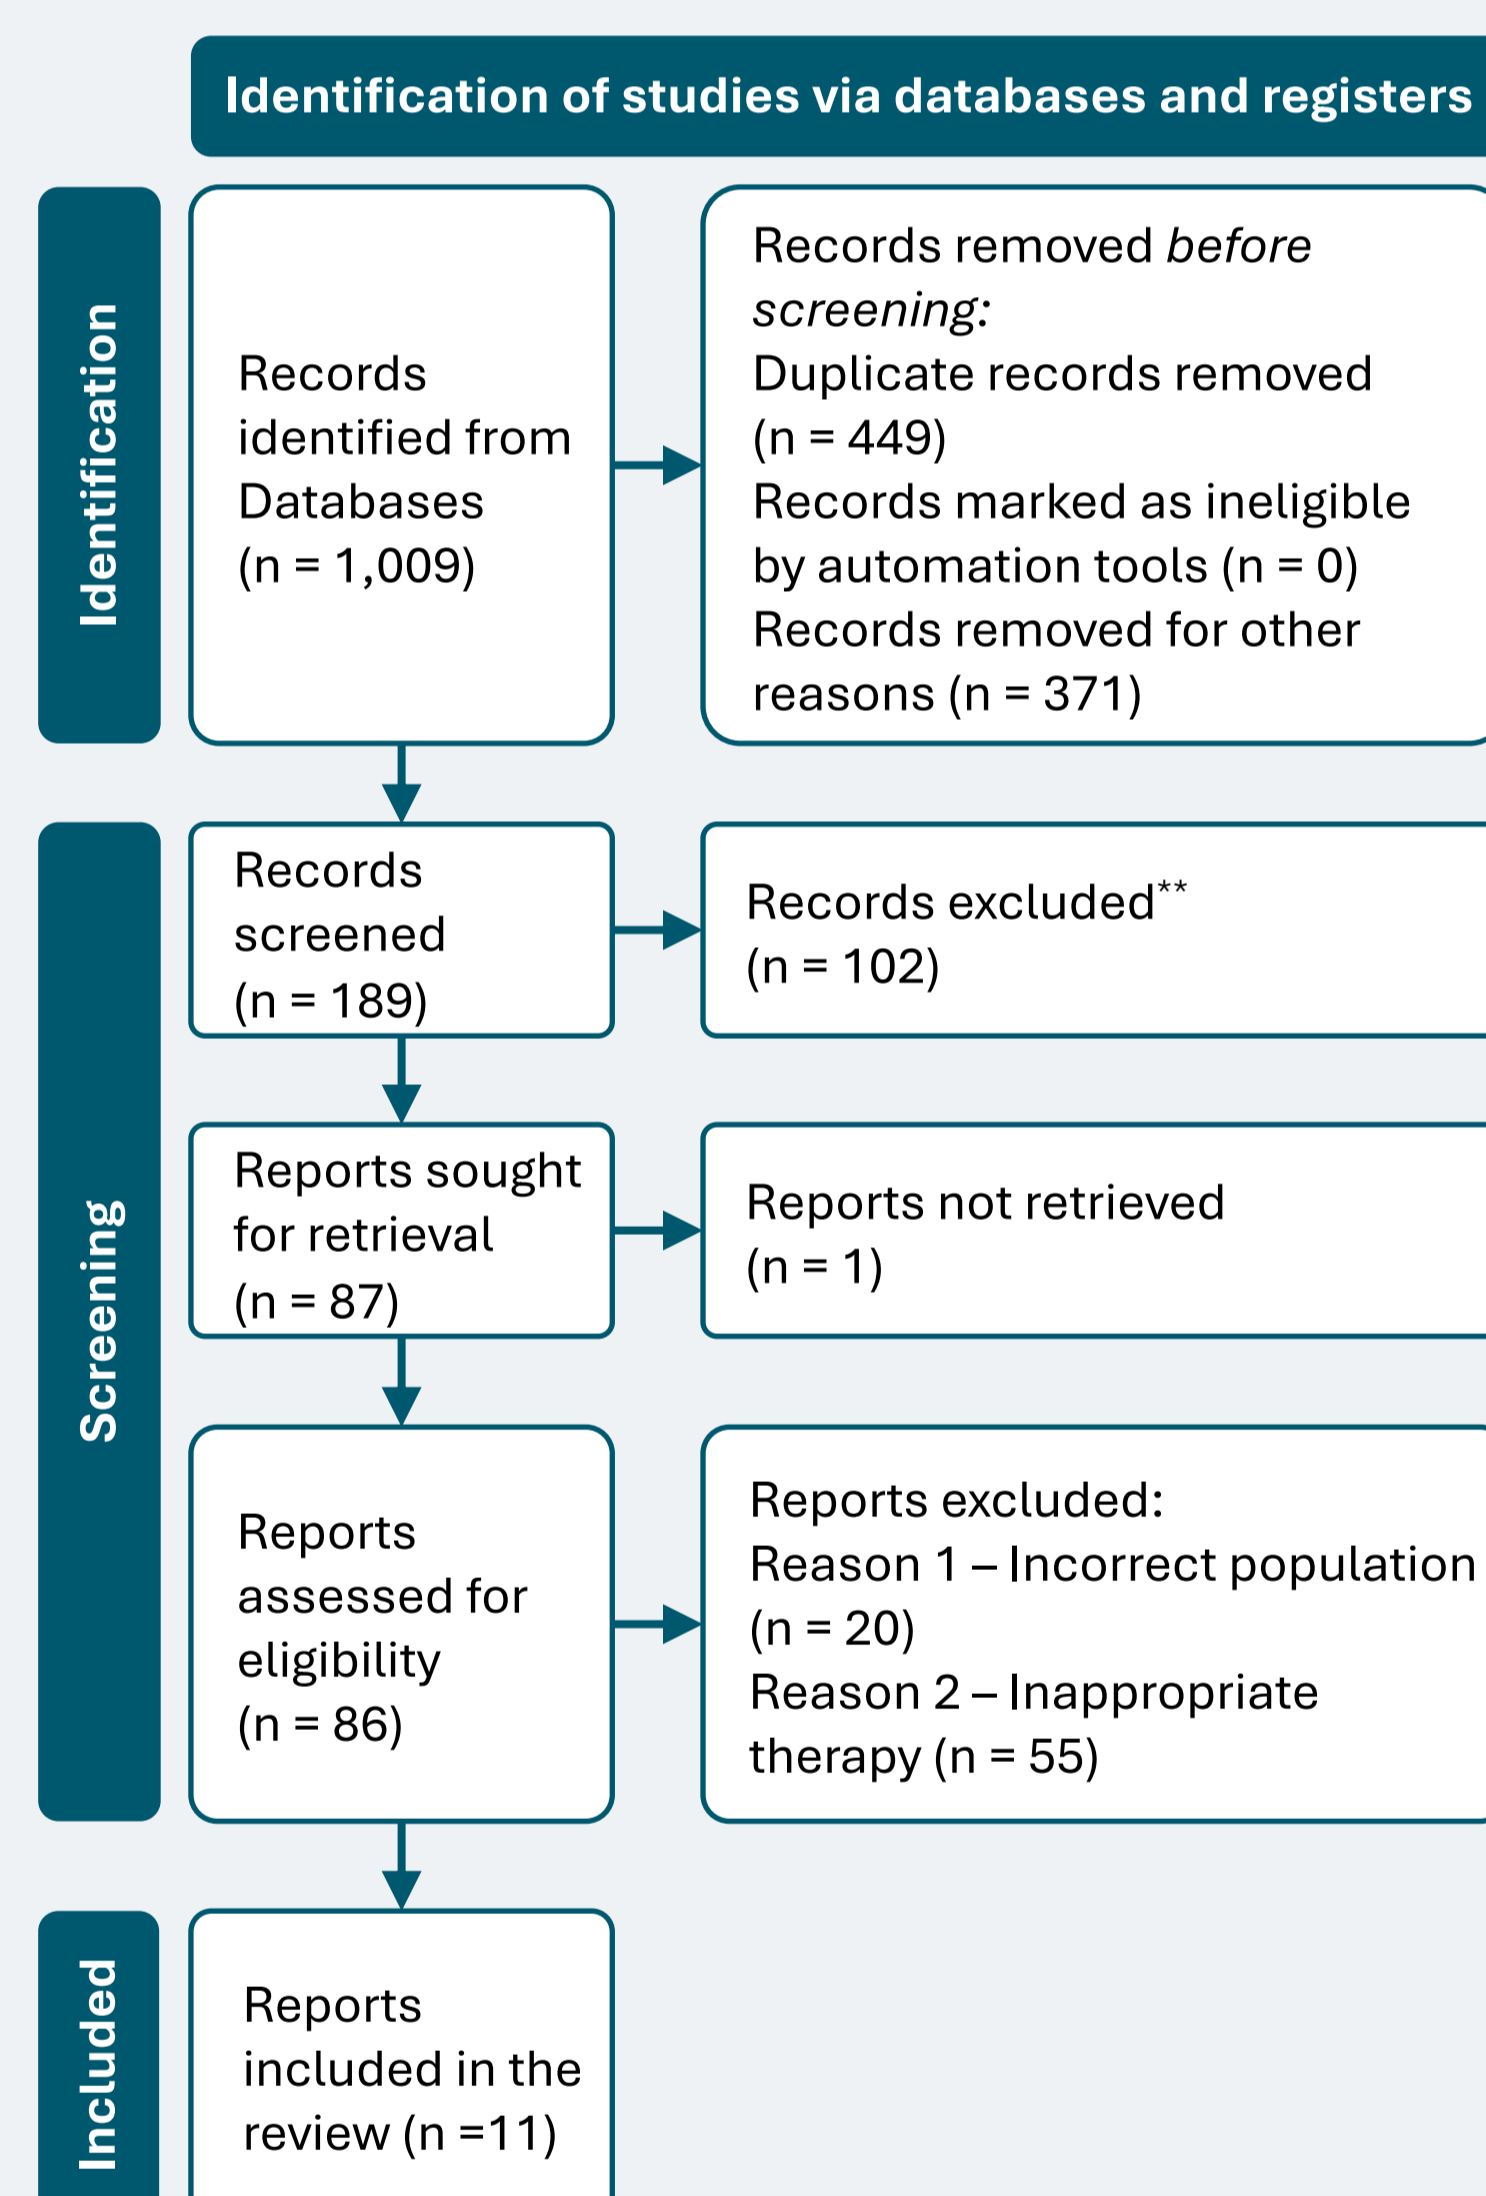 Identification of studies via databases and registers
Identification
Records
identified from
Databases
(n = 1,009)
Records removed before
screening:
Duplicate records removed
(n = 449)
Records marked as ineligible
by automation tools (n = 0)
Records removed for other
reasons (n = 371)
Screening
Records
screened
(n = 189)
Records excluded**
(n = 102)
Reports sought
for retrieval
(n = 87)
Reports not retrieved
(n = 1)
Reports
assessed for
eligibility
(n = 86)
Reports excluded:
Reason 1 – Incorrect population
(n = 20)
Reason 2 – Inappropriate
therapy (n = 55)
Included
Reports
included in the
review (n =11)